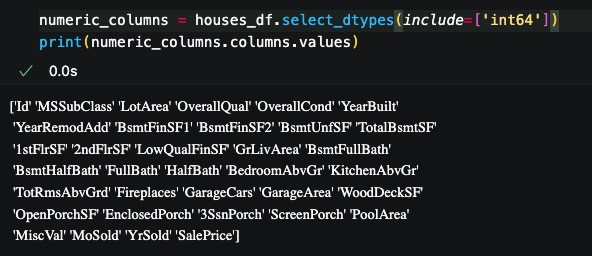 numeric_columns = houses_df.select_dtypes(include=['int64'])
print(numeric_columns.columns.values)
✓ 0.0s
['Id' 'MSSubClass' 'LotArea' 'OverallQual' 'OverallCond' 'YearBuilt'
'YearRemodAdd' 'BsmtFinSF1' 'BsmtFinSF2' 'BsmtUnfSF' 'TotalBsmtSF'
'1stFlrSF' '2ndFlrSF' 'LowQualFinSF' 'GrLivArea' 'BsmtFullBath'
'BsmtHalfBath' 'FullBath' 'HalfBath' 'BedroomAbvGr' 'KitchenAbvGr'
'TotRmsAbvGrd' 'Fireplaces' 'GarageCars' 'GarageArea' 'WoodDeckSF'
'OpenPorchSF' 'EnclosedPorch' '3SsnPorch' 'ScreenPorch' 'PoolArea'
'MiscVal' 'MoSold' 'YrSold' 'SalePrice']